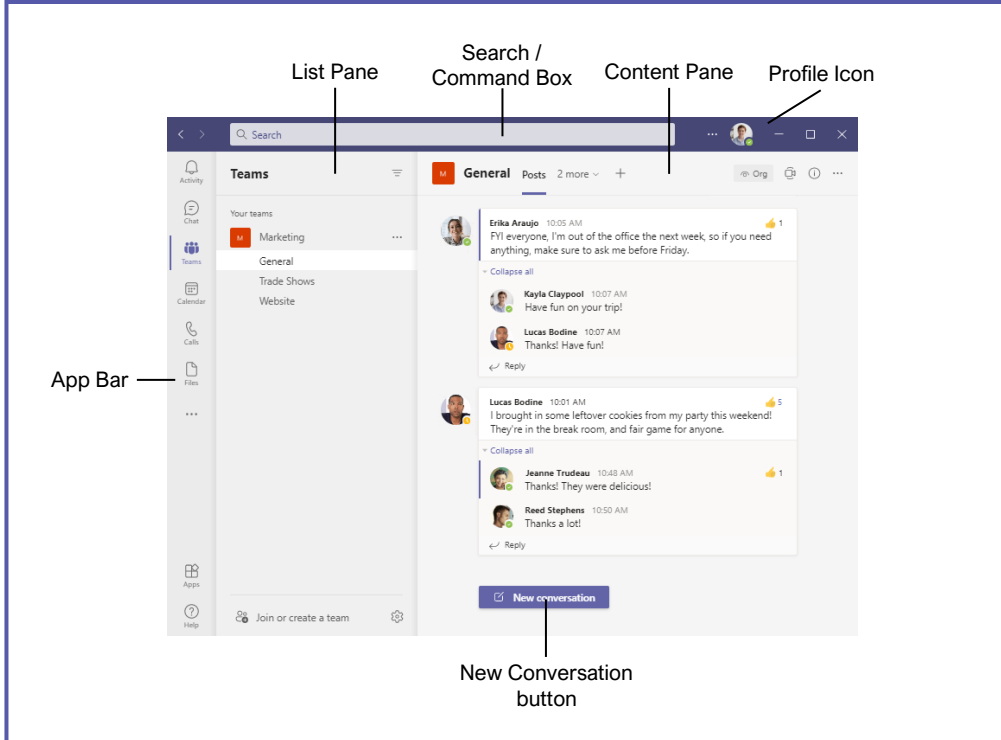 Search /
Command Box
List Pane
Content Pane
Profile Icon
Search
Activity
Chat
Teams
Calendar
Calls
App Bar
Files
Apps
Help
Teams
Your teams
M Marketing
General
Trade Shows
Website
Join or create a team
M General Posts 2 more +
Org
Erika Araujo 10:05 AM 1
FYI everyone, I'm out of the office the next week, so if you need
anything, make sure to ask me before Friday.
Collapse all
Kayla Claypool 10:07 AM
Have fun on your trip!
Lucas Bodine 10:07 AM
Thanks! Have fun!
Reply
Lucas Bodine 10:01 AM 5
I brought in some leftover cookies from my party this weekend!
They're in the break room, and fair game for anyone.
Collapse all
Jeanne Trudeau 10:48 AM 1
Thanks! They were delicious!
Reed Stephens 10:50 AM
Thanks a lot!
Reply
New conversation
New Conversation
button